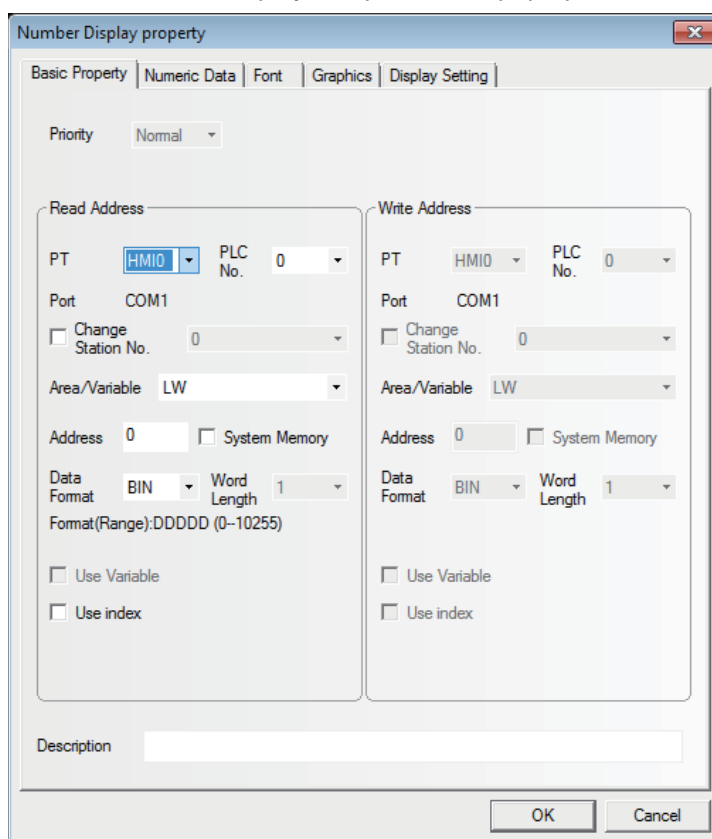 Number Display property
Basic Property Numeric Data Font Graphics Display Setting
Priority Normal
Read Address
PT HMI0 PLC No. 0
Port COM1
Change Station No. 0
Area/Variable LW
Address 0 System Memory
Data Format BIN Word Length 1
Format(Range):DDDDD (0--10255)
Use Variable
Use index
Write Address
PT HMI0 PLC No. 0
Port COM1
Change Station No. 0
Area/Variable LW
Address 0 System Memory
Data Format BIN Word Length 1
Use Variable
Use index
Description
OK Cancel